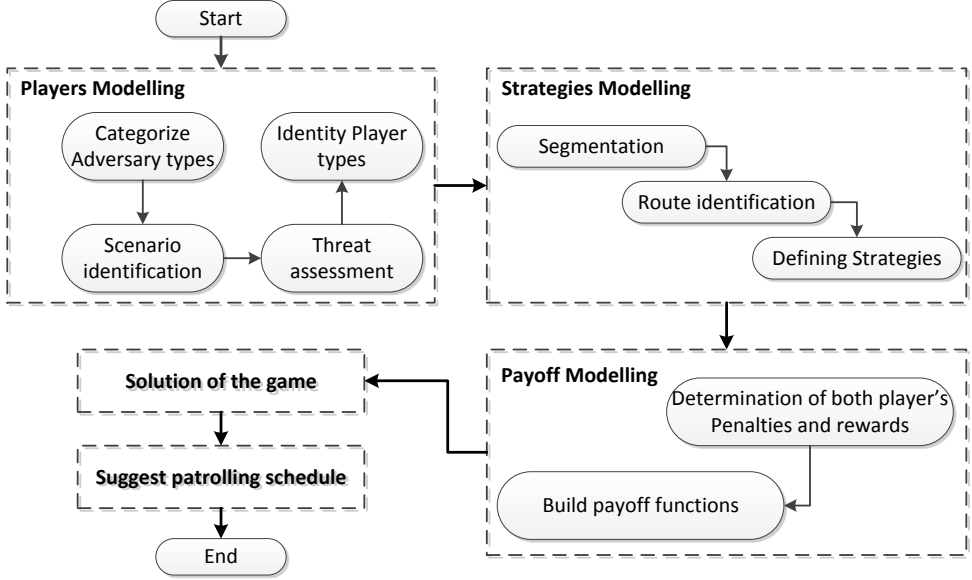 Start
Players Modelling
Categorize
Adversary types
Identity Player
types
Scenario
identification
Threat
assessment
Strategies Modelling
Segmentation
Route identification
Defining Strategies
Payoff Modelling
Determination of both player’s
Penalties and rewards
Build payoff functions
Solution of the game
Suggest patrolling schedule
End